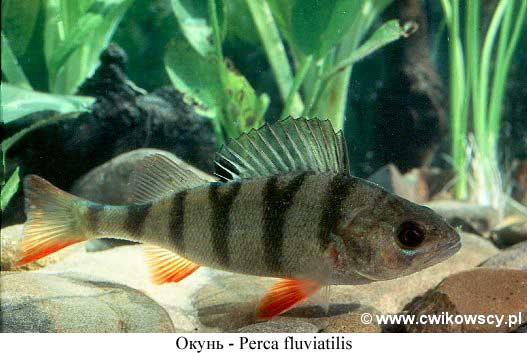 © www.cwikowscy.pl
Окунь - Perca fluviatilis